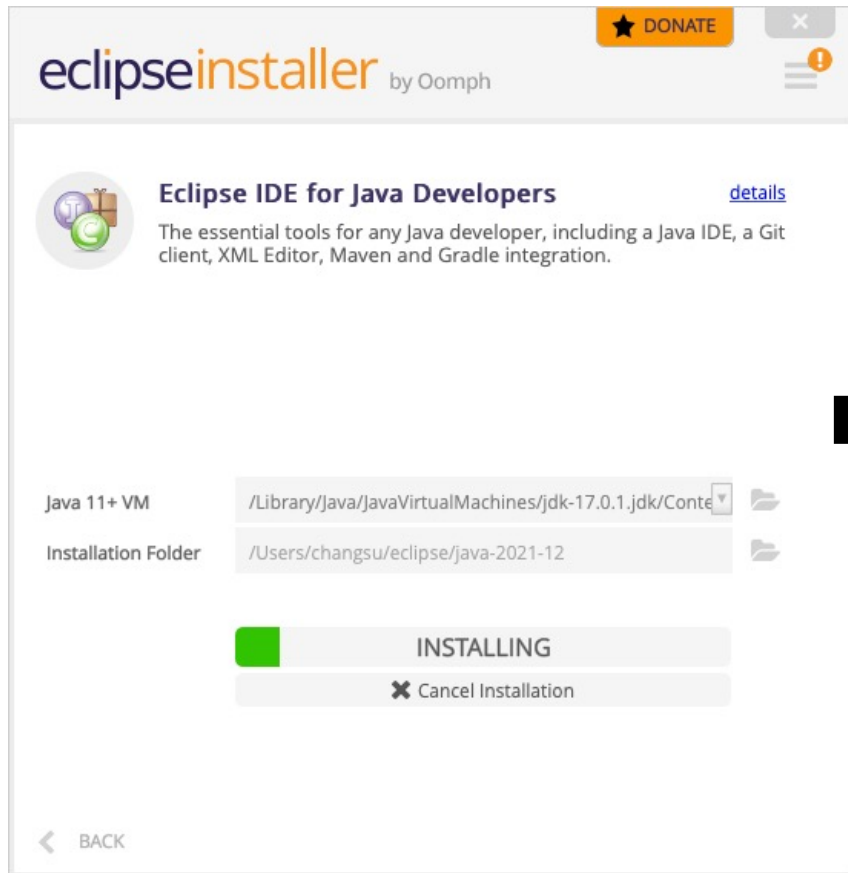 DONATE
eclipseinstaller by Oomph
Eclipse IDE for Java Developers
details
The essential tools for any Java developer, including a Java IDE, a Git
client, XML Editor, Maven and Gradle integration.
Java 11+ VM
/Library/Java/JavaVirtualMachines/jdk-17.0.1.jdk/Conte
Installation Folder
/Users/changsu/eclipse/java-2021-12
INSTALLING
Cancel Installation
BACK